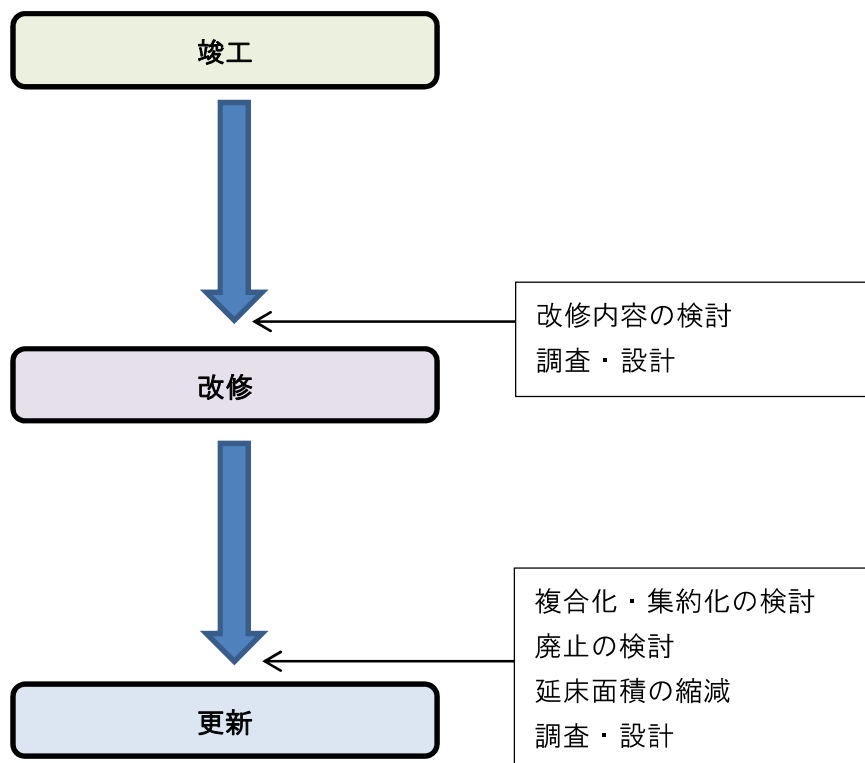 竣工
改修内容の検討
調査・設計
改修
複合化・集約化の検討
廃止の検討
延床面積の縮減
調査・設計
更新